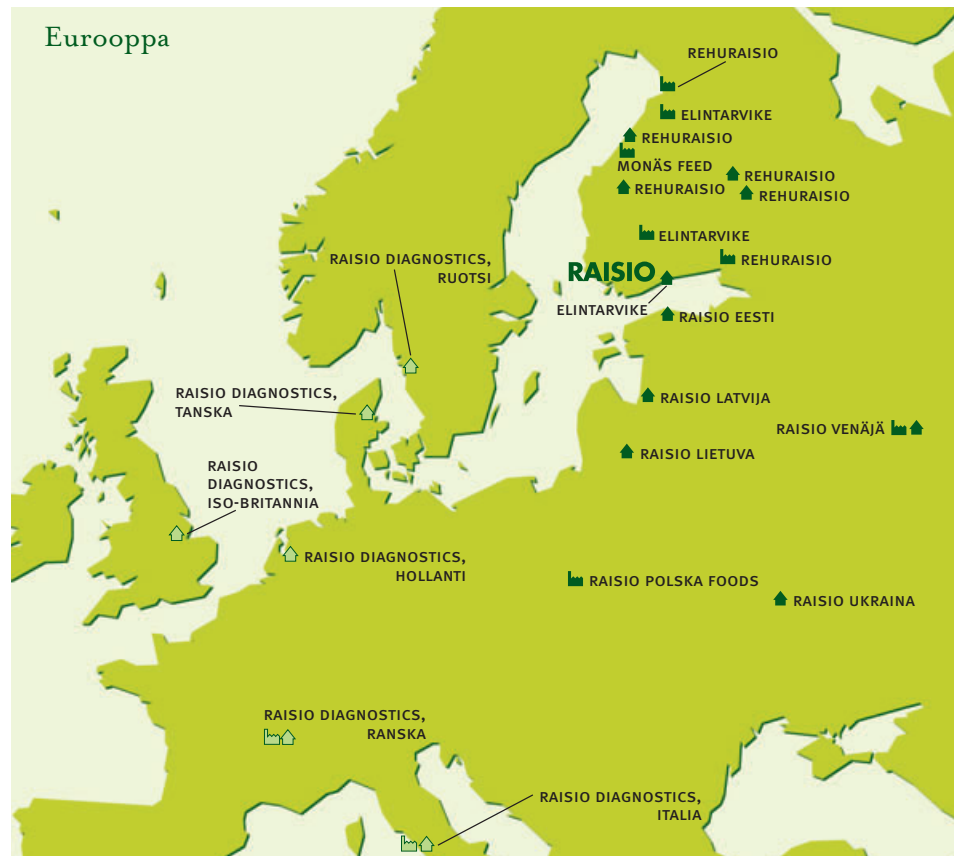 Eurooppa
REHURAISIO
ELINTARVIKE
REHURAISIO
MONÄS FEED
REHURAISIO
REHURAISIO
REHURAISIO
ELINTARVIKE
REHURAISIO
RAISIO
ELINTARVIKE
RAISIO EESTI
RAISIO DIAGNOSTICS,
RUOTSI
RAISIO DIAGNOSTICS,
TANSKA
RAISIO LATVIJA
RAISIO VENÄJÄ
RAISIO LIETUVA
RAISIO
DIAGNOSTICS,
ISO-BRITANNIA
RAISIO DIAGNOSTICS,
HOLLANTI
RAISIO POLSKA FOODS
RAISIO UKRAINA
RAISIO DIAGNOSTICS,
RANSKA
RAISIO DIAGNOSTICS,
ITALIA